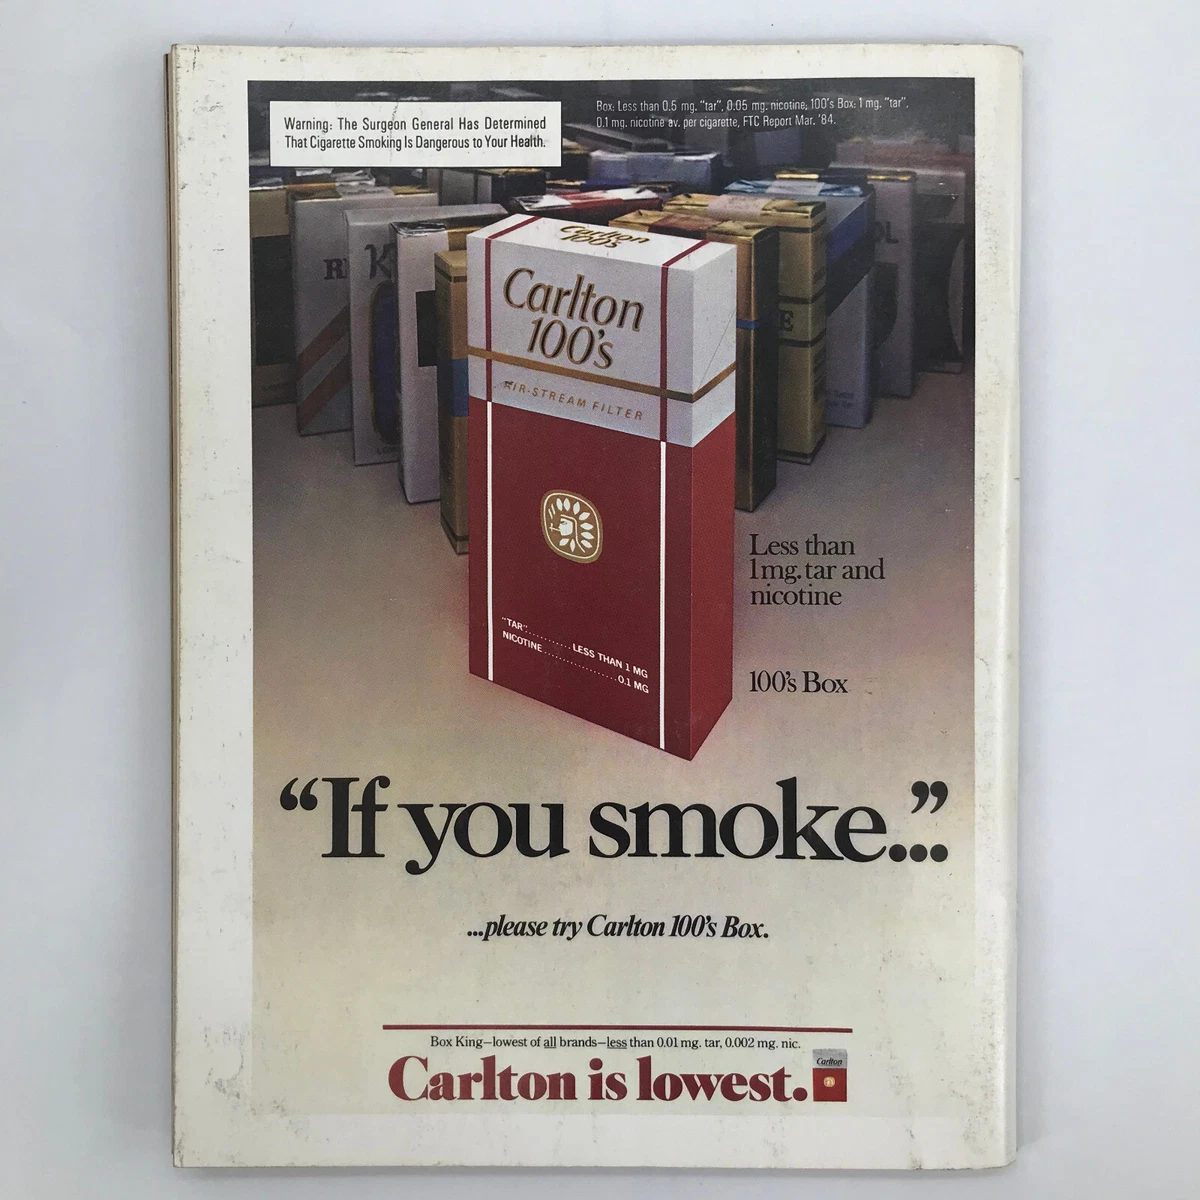 Warning: The Surgeon General Has Determined
That Cigarette Smoking Is Dangerous to Your Health.
Box: Less than 0.5 mg. "tar", 0.05 mg. nicotine; 100's Box: 1 mg. "tar",
0.1 mg. nicotine av. per cigarette, FTC Report Mar. '84.
Carlton
100's
Carlton
100's
AIR-STREAM FILTER
"TAR"..........LESS THAN 1 MG
NICOTINE..................0.1 MG
Less than
1 mg. tar and
nicotine
100's Box
“If you smoke...”
...please try Carlton 100's Box.
Box King—lowest of all brands—less than 0.01 mg. tar, 0.002 mg. nic.
Carlton is lowest.
Carlton